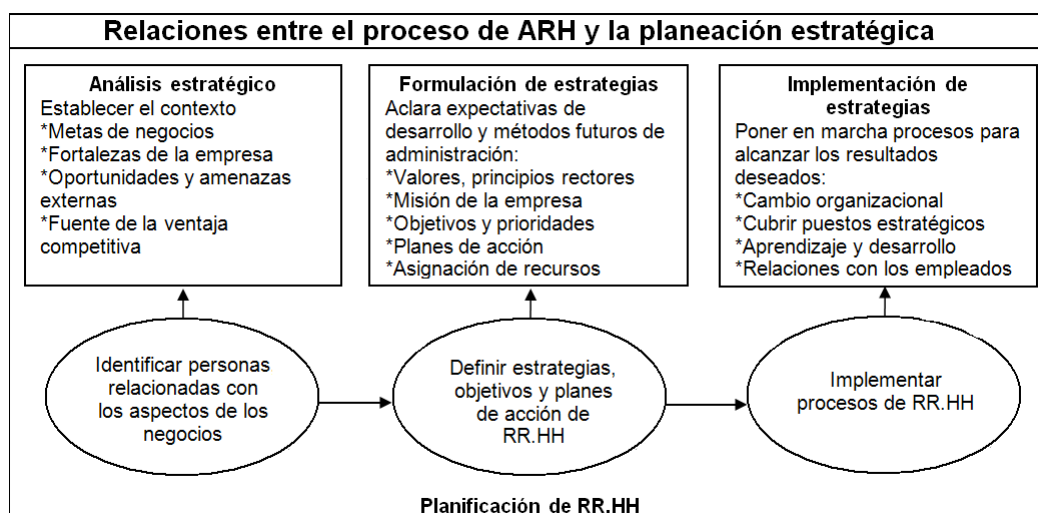 Relaciones entre el proceso de ARH y la planeación estratégica
Análisis estratégico
Establecer el contexto
*Metas de negocios
*Fortalezas de la empresa
*Oportunidades y amenazas
externas
*Fuente de la ventaja
competitiva
Formulación de estrategias
Aclara expectativas de
desarrollo y métodos futuros de
administración:
*Valores, principios rectores
*Misión de la empresa
*Objetivos y prioridades
*Planes de acción
*Asignación de recursos
Implementación de
estrategias
Poner en marcha procesos para
alcanzar los resultados
deseados:
*Cambio organizacional
*Cubrir puestos estratégicos
*Aprendizaje y desarrollo
*Relaciones con los empleados
Identificar personas
relacionadas con
los aspectos de los
negocios
Definir estrategias,
objetivos y planes
de acción de
RR.HH
Implementar
procesos de RR.HH
Planificación de RR.HH